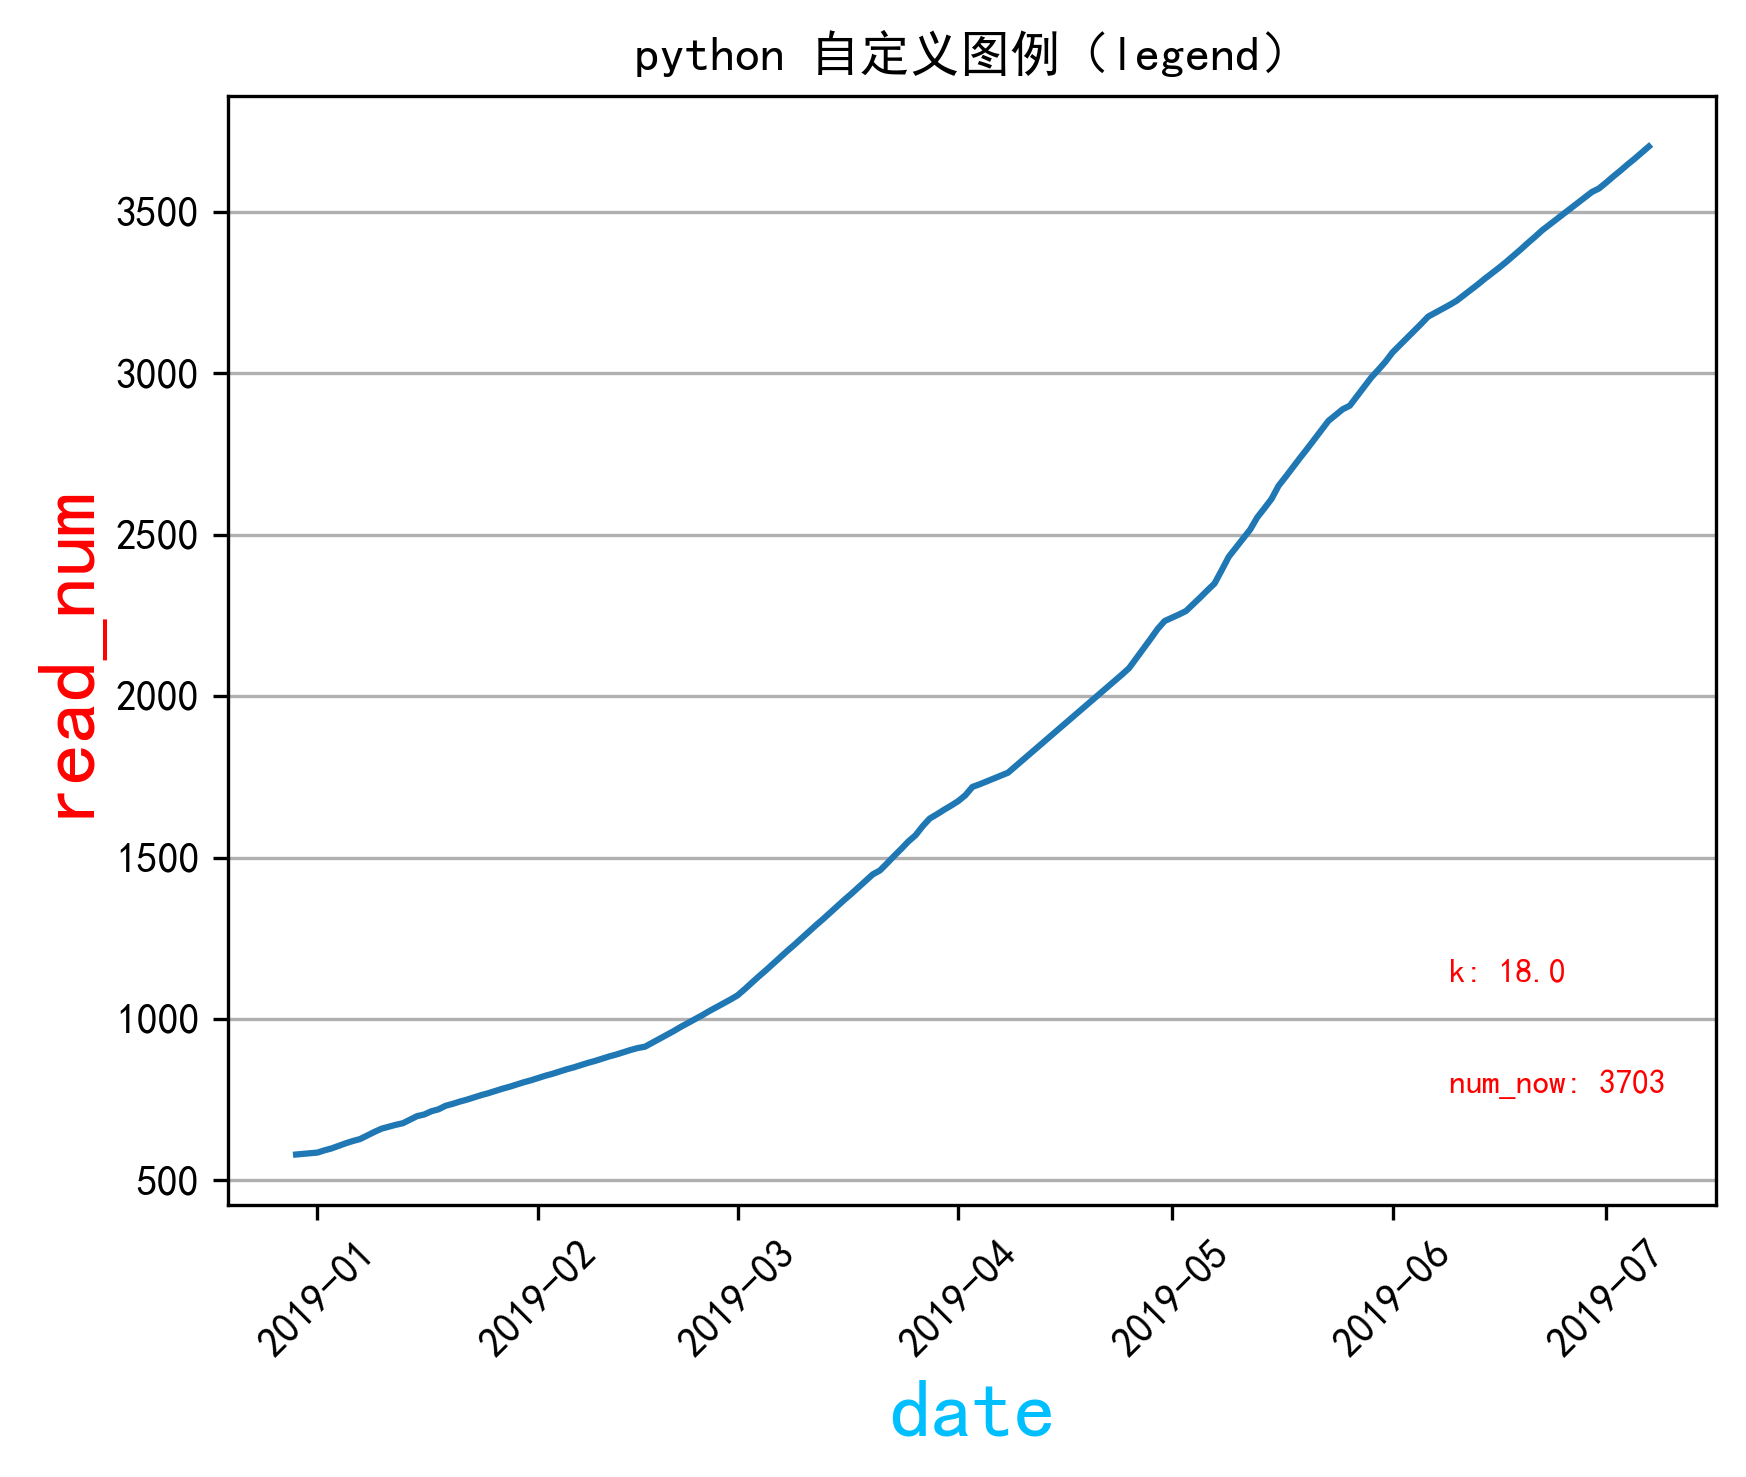 python 自定义图例（legend）
read_num
3500
3000
2500
2000
1500
1000
500
k: 18.0
num_now: 3703
2019-01
2019-02
2019-03
2019-04
2019-05
2019-06
2019-07
date